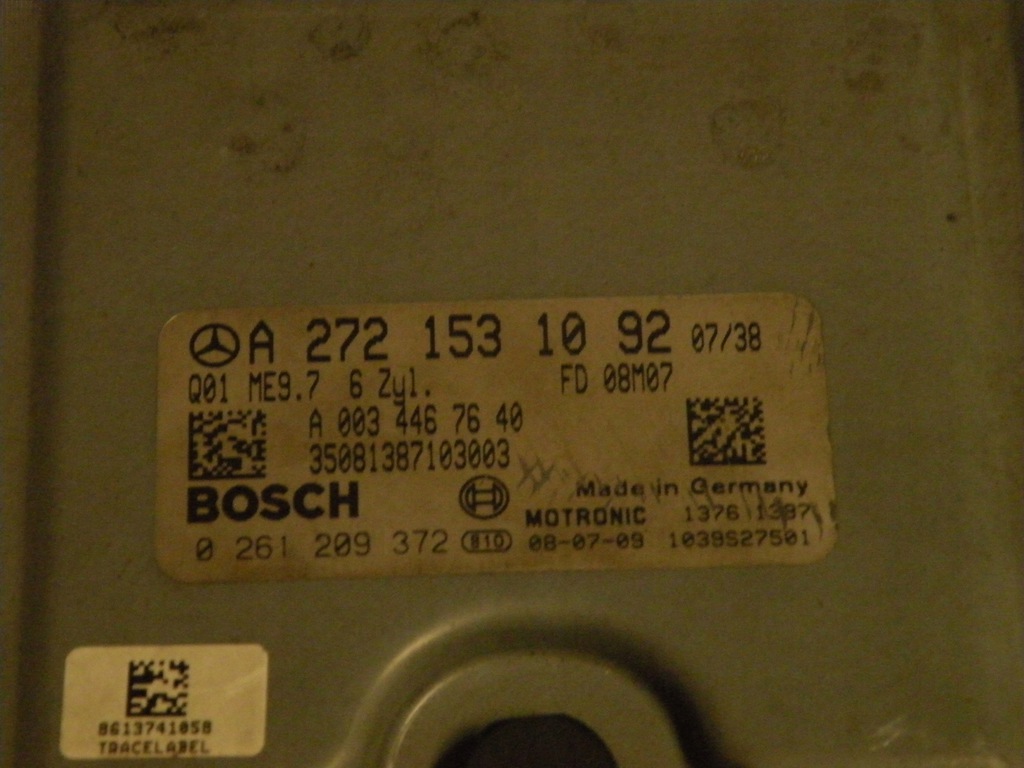 A 272 153 10 92 07/38
Q01 ME9.7 6 Zyl. FD 08M07
A 003 446 76 40
35081387103003
BOSCH Made in Germany
MOTRONIC 1376
0 261 209 372 810 08-07-09 1039S27501
8613741058
TRACELABEL